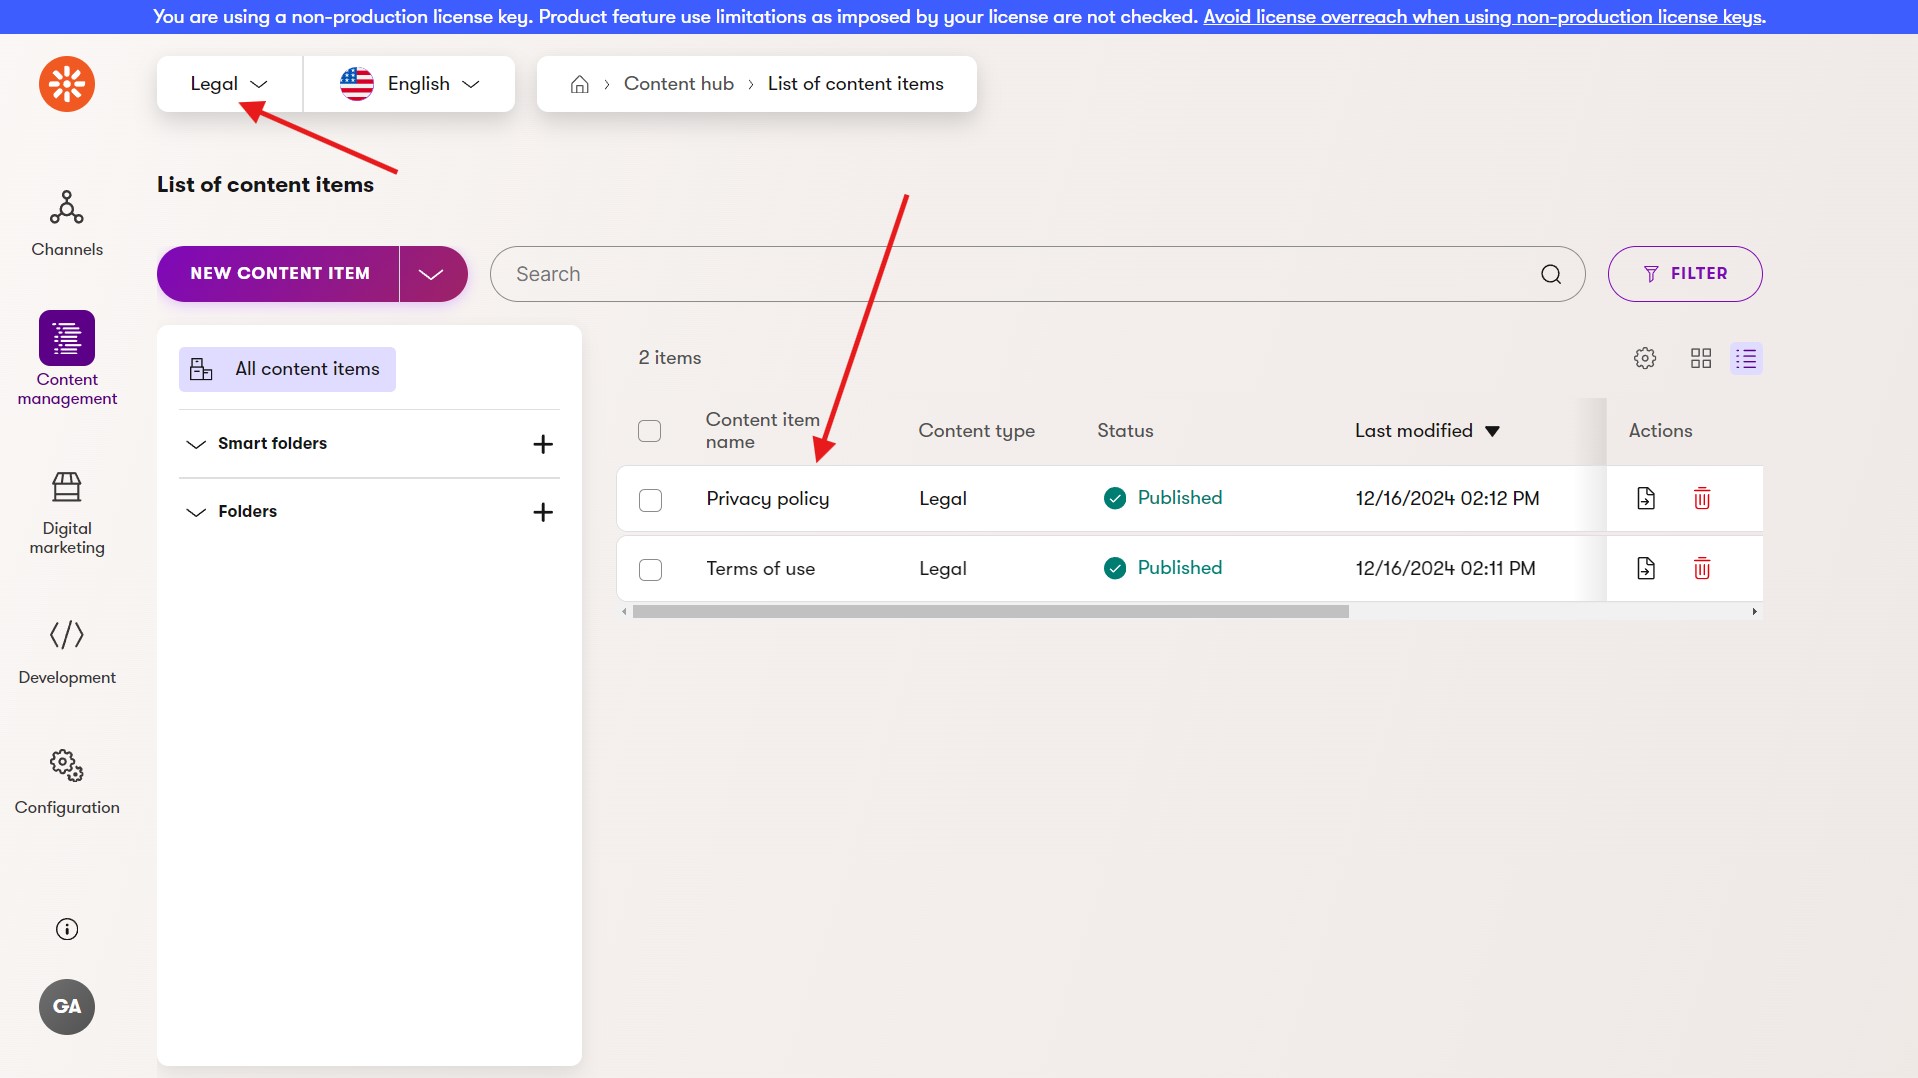 You are using a non-production license key. Product feature use limitations as imposed by your license are not checked. Avoid license overreach when using non-production license keys.
Legal
English
Content hub
List of content items
List of content items
Channels
NEW CONTENT ITEM
Search
FILTER
Content
management
All content items
2 items
Smart folders
Folders
Content item
name
Content type
Status
Last modified
Actions
Privacy policy
Legal
Published
12/16/2024 02:12 PM
Terms of use
Legal
Published
12/16/2024 02:11 PM
Digital
marketing
Development
Configuration
GA